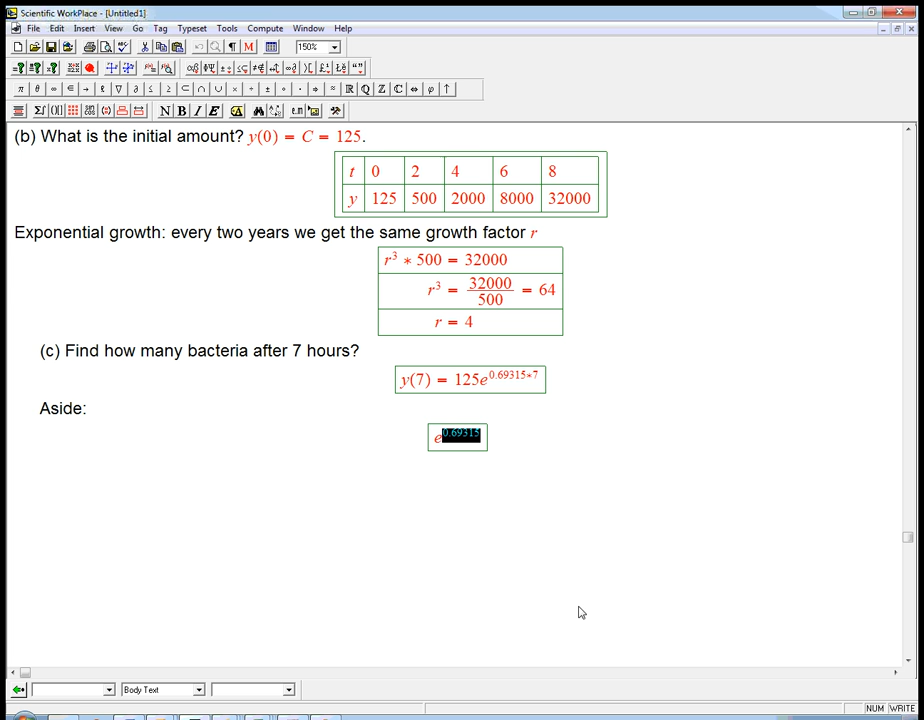 Scientific WorkPlace - [Untitled1]
File Edit Insert View Go Tag Typeset Tools Compute Window Help
150%
N B I E
(b) What is the initial amount? y(0) = C = 125.
t 0 2 4 6 8
y 125 500 2000 8000 32000
Exponential growth: every two years we get the same growth factor r
r³ * 500 = 32000
r³ = 32000/500 = 64
r = 4
(c) Find how many bacteria after 7 hours?
y(7) = 125e^0.69315*7
Aside:
e^0.69315
Body Text
NUM WRITE